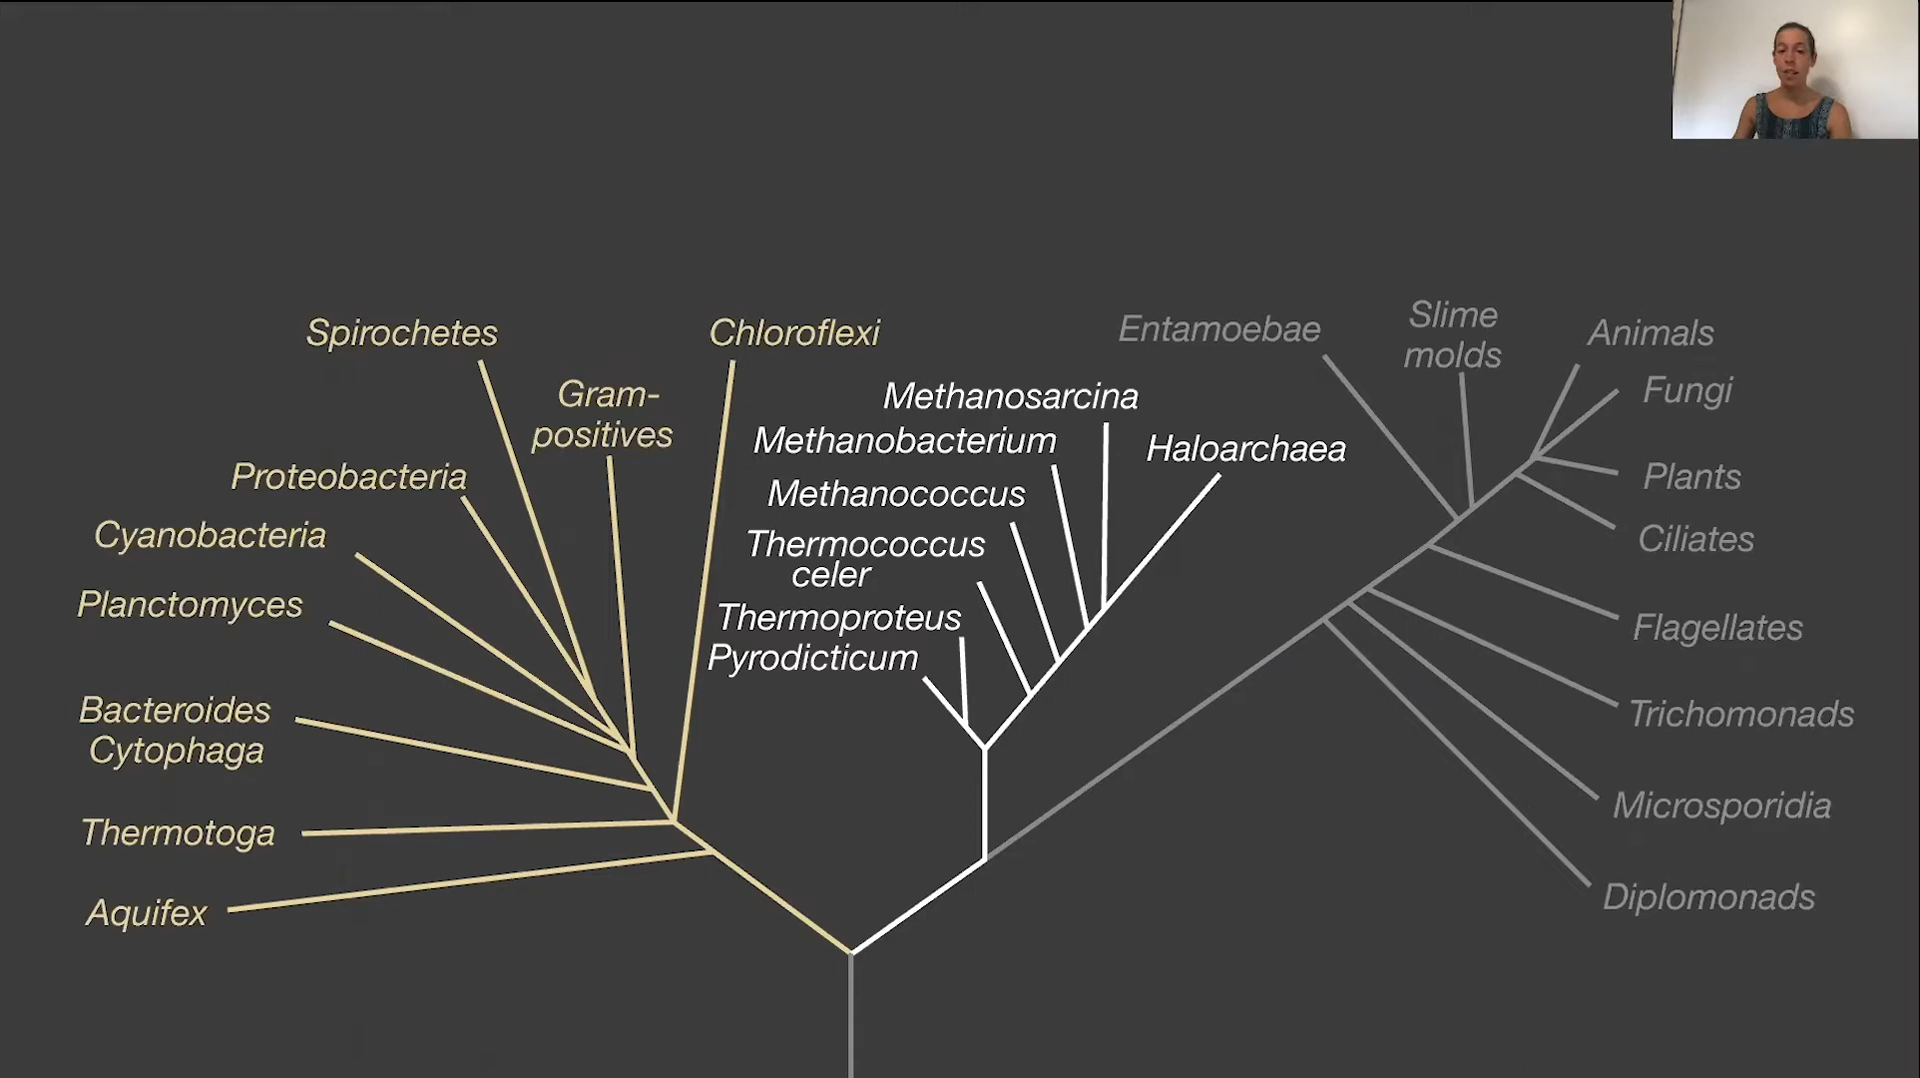 Spirochetes
Gram-
positives
Chloroflexi
Proteobacteria
Cyanobacteria
Planctomyces
Bacteroides
Cytophaga
Thermotoga
Aquifex
Methanosarcina
Methanobacterium
Haloarchaea
Methanococcus
Thermococcus
celer
Thermoproteus
Pyrodicticum
Entamoebae
Slime
molds
Animals
Fungi
Plants
Ciliates
Flagellates
Trichomonads
Microsporidia
Diplomonads